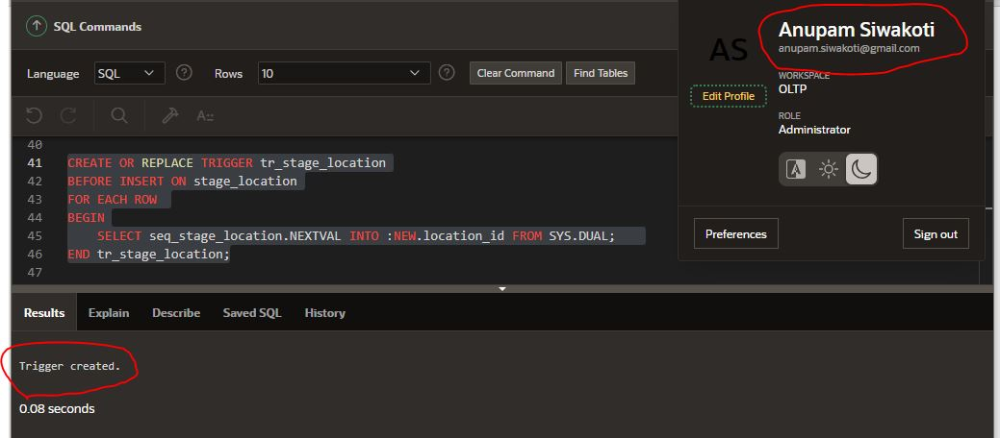 SQL Commands
Language SQL Rows 10 Clear Command Find Tables
A::
40
41 CREATE OR REPLACE TRIGGER tr_stage_location
42 BEFORE INSERT ON stage_location
43 FOR EACH ROW
44 BEGIN
45 SELECT seq_stage_location.NEXTVAL INTO :NEW.location_id FROM SYS.DUAL;
46 END tr_stage_location;
47
AS
Edit Profile
Anupam Siwakoti
anupam.siwakoti@gmail.com
WORKSPACE
OLTP
ROLE
Administrator
A
Preferences Sign out
Results Explain Describe Saved SQL History
Trigger created.
0.08 seconds